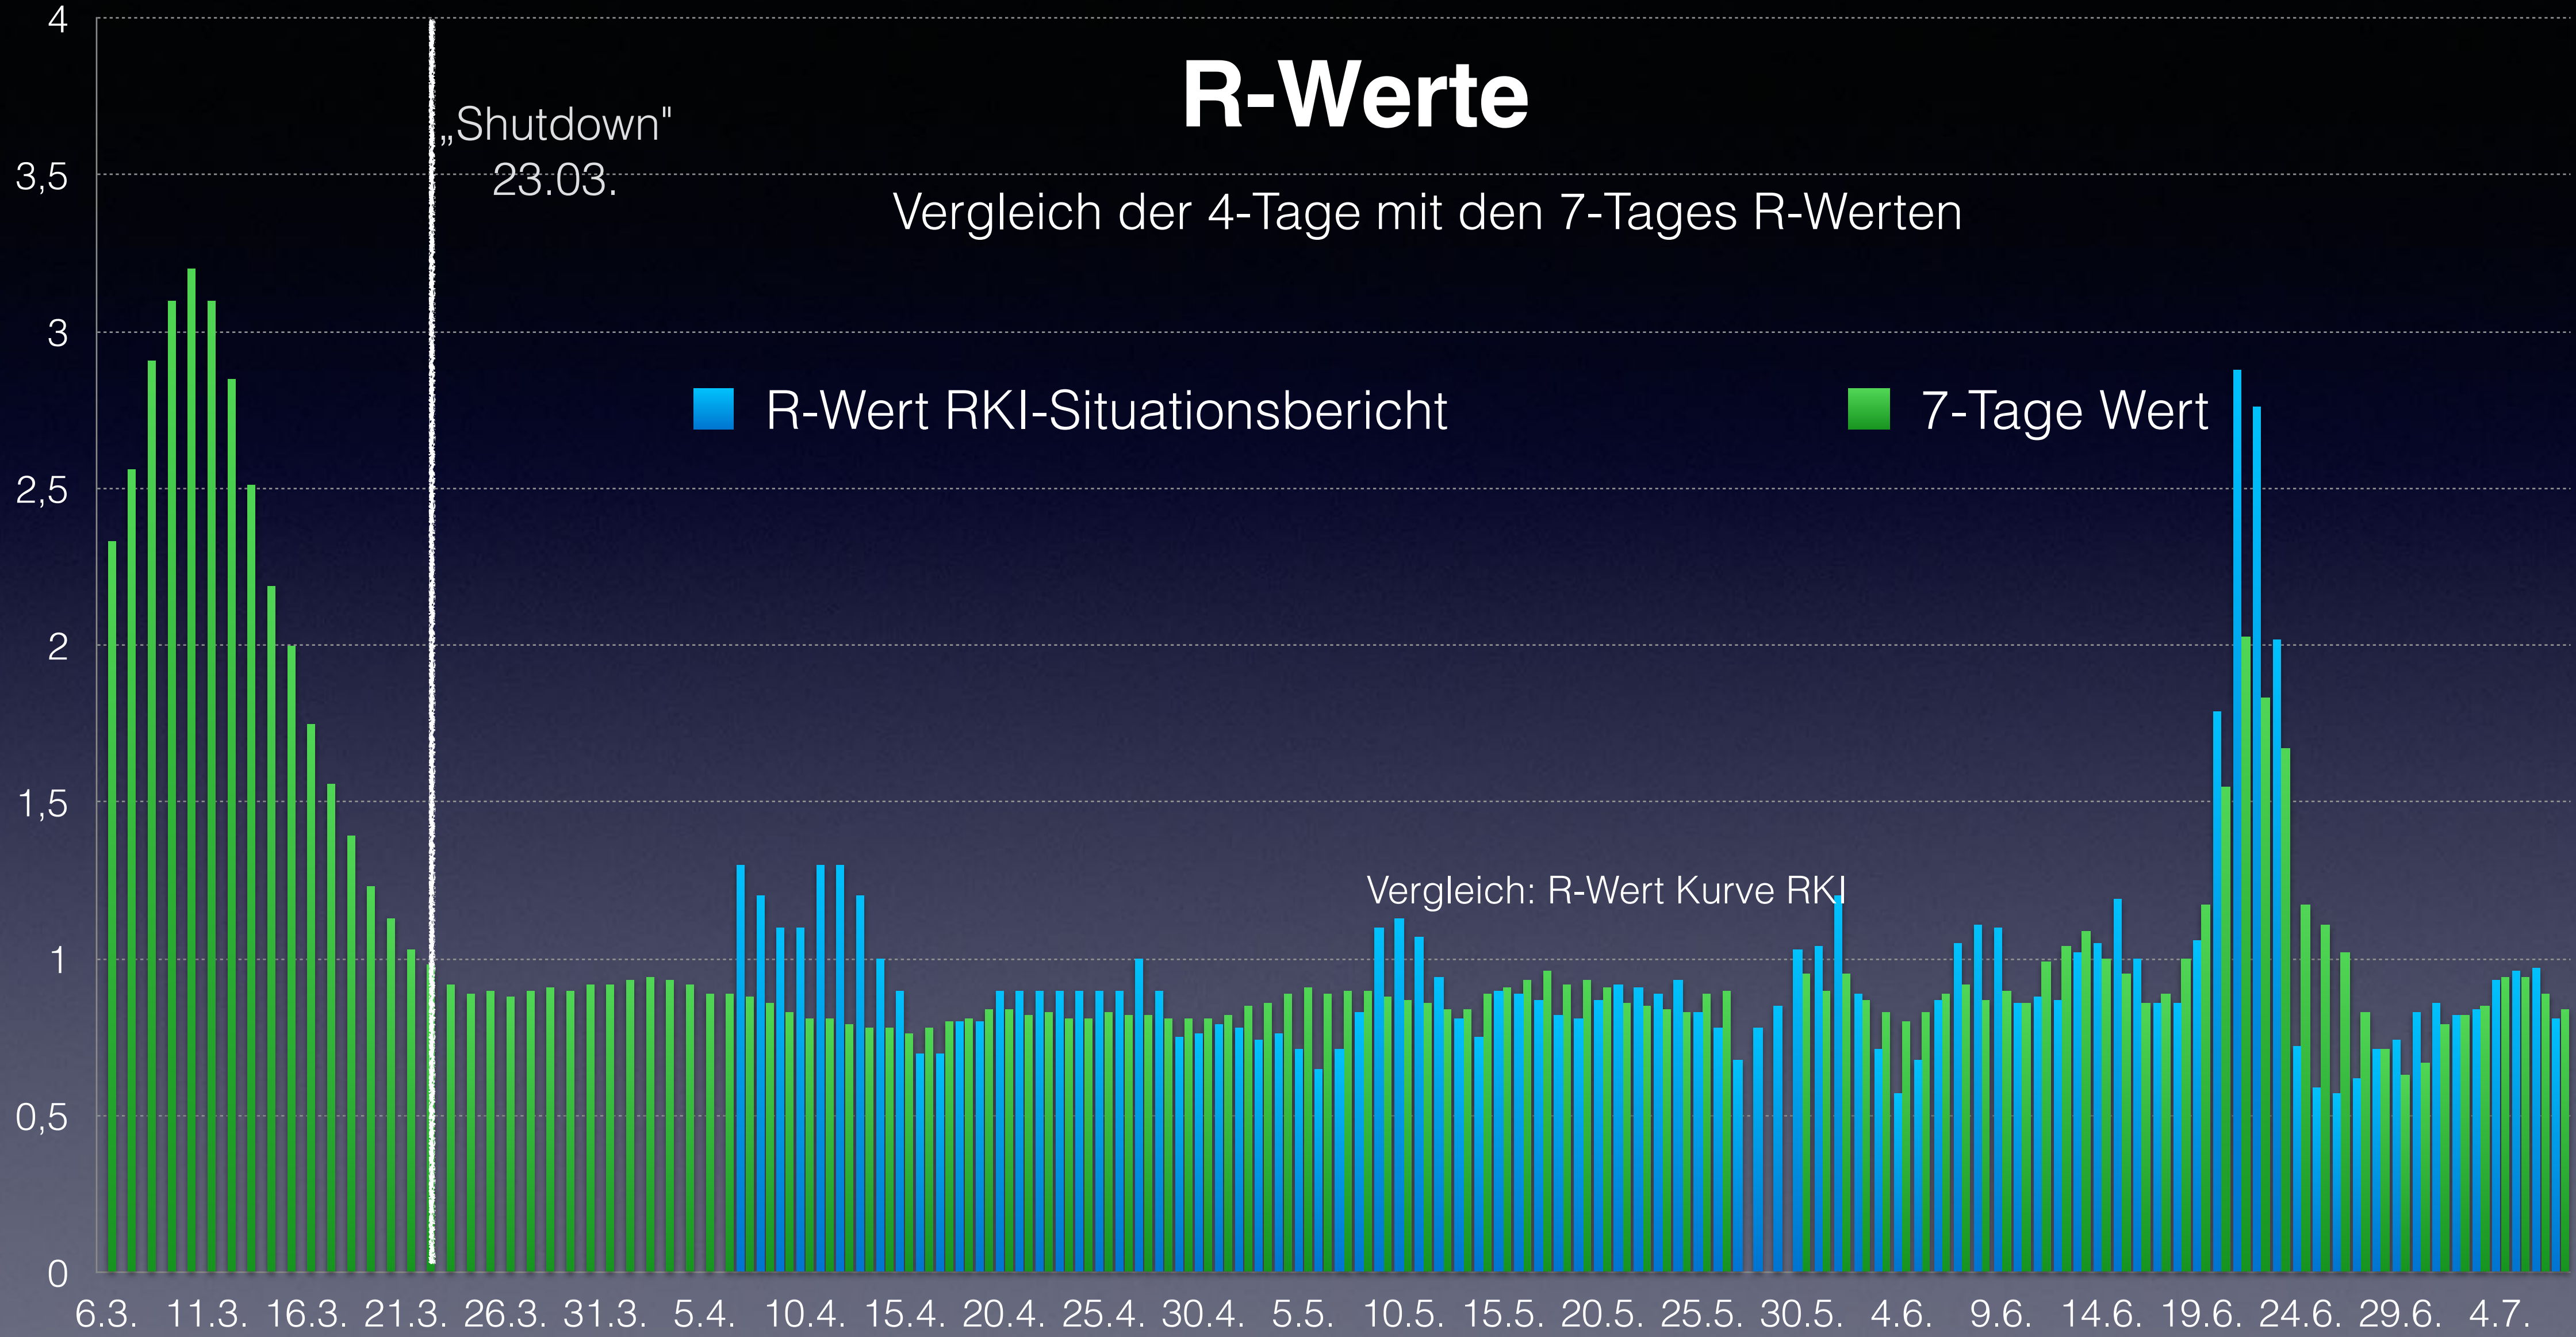 R-Werte
„Shutdown"
23.03.
Vergleich der 4-Tage mit den 7-Tages R-Werten
R-Wert RKI-Situationsbericht
7-Tage Wert
Vergleich: R-Wert Kurve RKI
4
3,5
3
2,5
2
1,5
1
0,5
0
6.3. 11.3. 16.3. 21.3. 26.3. 31.3. 5.4. 10.4. 15.4. 20.4. 25.4. 30.4. 5.5. 10.5. 15.5. 20.5. 25.5. 30.5. 4.6. 9.6. 14.6. 19.6. 24.6. 29.6. 4.7.